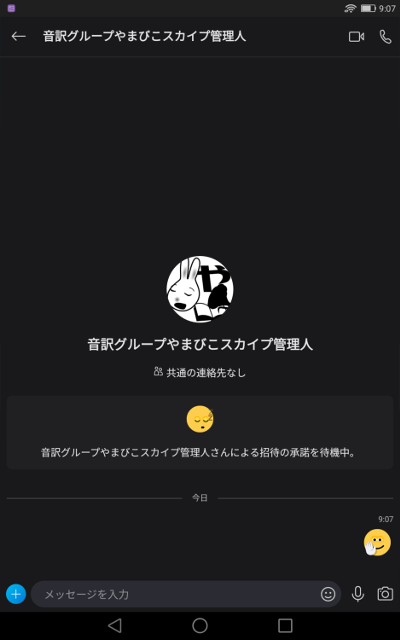 9:07
音訳グループやまびこスカイプ管理人
や
音訳グループやまびこスカイプ管理人
共通の連絡先なし
音訳グループやまびこスカイプ管理人さんによる招待の承諾を待機中。
今日
9:07
メッセージを入力